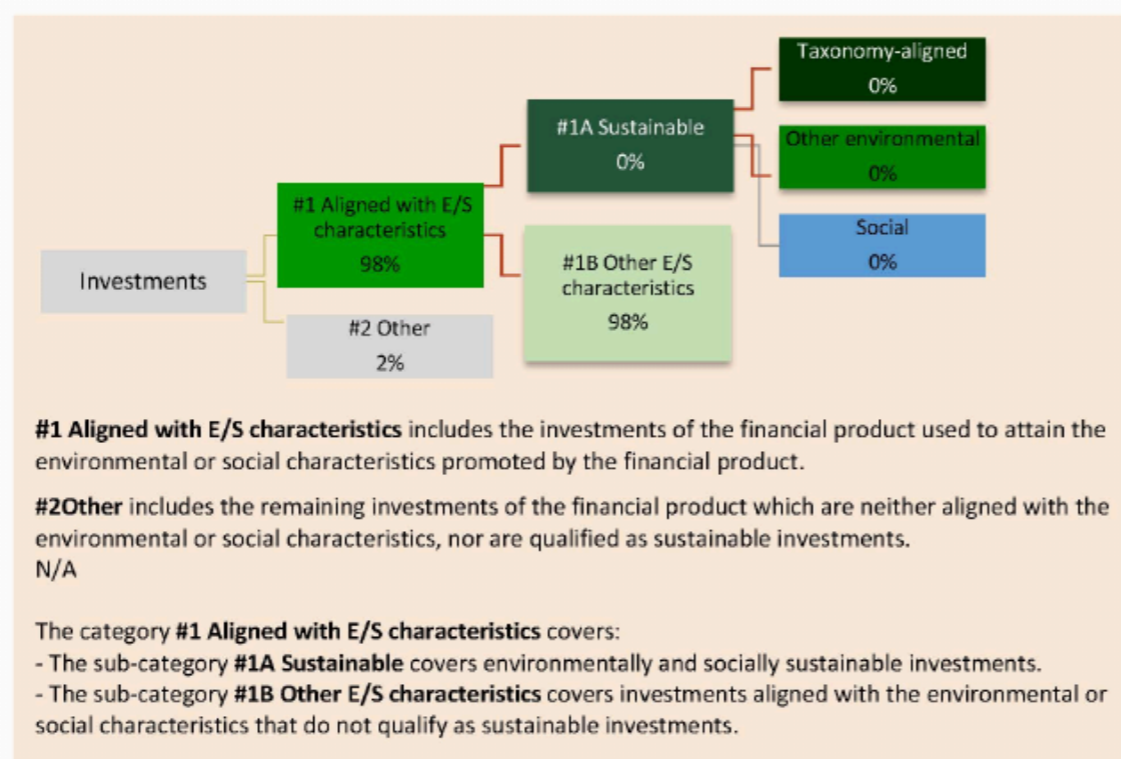 Taxonomy-aligned
0%
#1A Sustainable
0%
Other environmental
0%
#1 Aligned with E/S
characteristics
98%
Social
0%
Investments
#1B Other E/S
characteristics
98%
#2 Other
2%
#1 Aligned with E/S characteristics includes the investments of the financial product used to attain the
environmental or social characteristics promoted by the financial product.
#2Other includes the remaining investments of the financial product which are neither aligned with the
environmental or social characteristics, nor are qualified as sustainable investments.
N/A
The category #1 Aligned with E/S characteristics covers:
- The sub-category #1A Sustainable covers environmentally and socially sustainable investments.
- The sub-category #1B Other E/S characteristics covers investments aligned with the environmental or
social characteristics that do not qualify as sustainable investments.